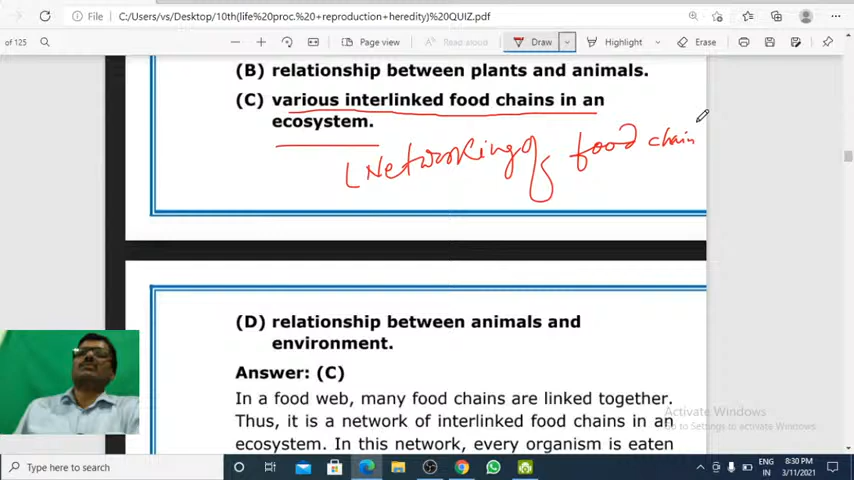 File
C:/Users/vs/Desktop/10th(life%20proc.%20+reproduction+heredity)%20QUIZ.pdf
of 125
Page view
Read aloud
Draw
Highlight
Erase
(B) relationship between plants and animals.
(C) various interlinked food chains in an
ecosystem.
(Networking of food chain
(D) relationship between animals and
environment.
Answer: (C)
In a food web, many food chains are linked together.
Thus, it is a network of interlinked food chains in an
ecosystem. In this network, every organism is eaten
Activate Windows
Go to Settings to activate Windows.
Type here to search
ENG
IN
8:30 PM
3/11/2021